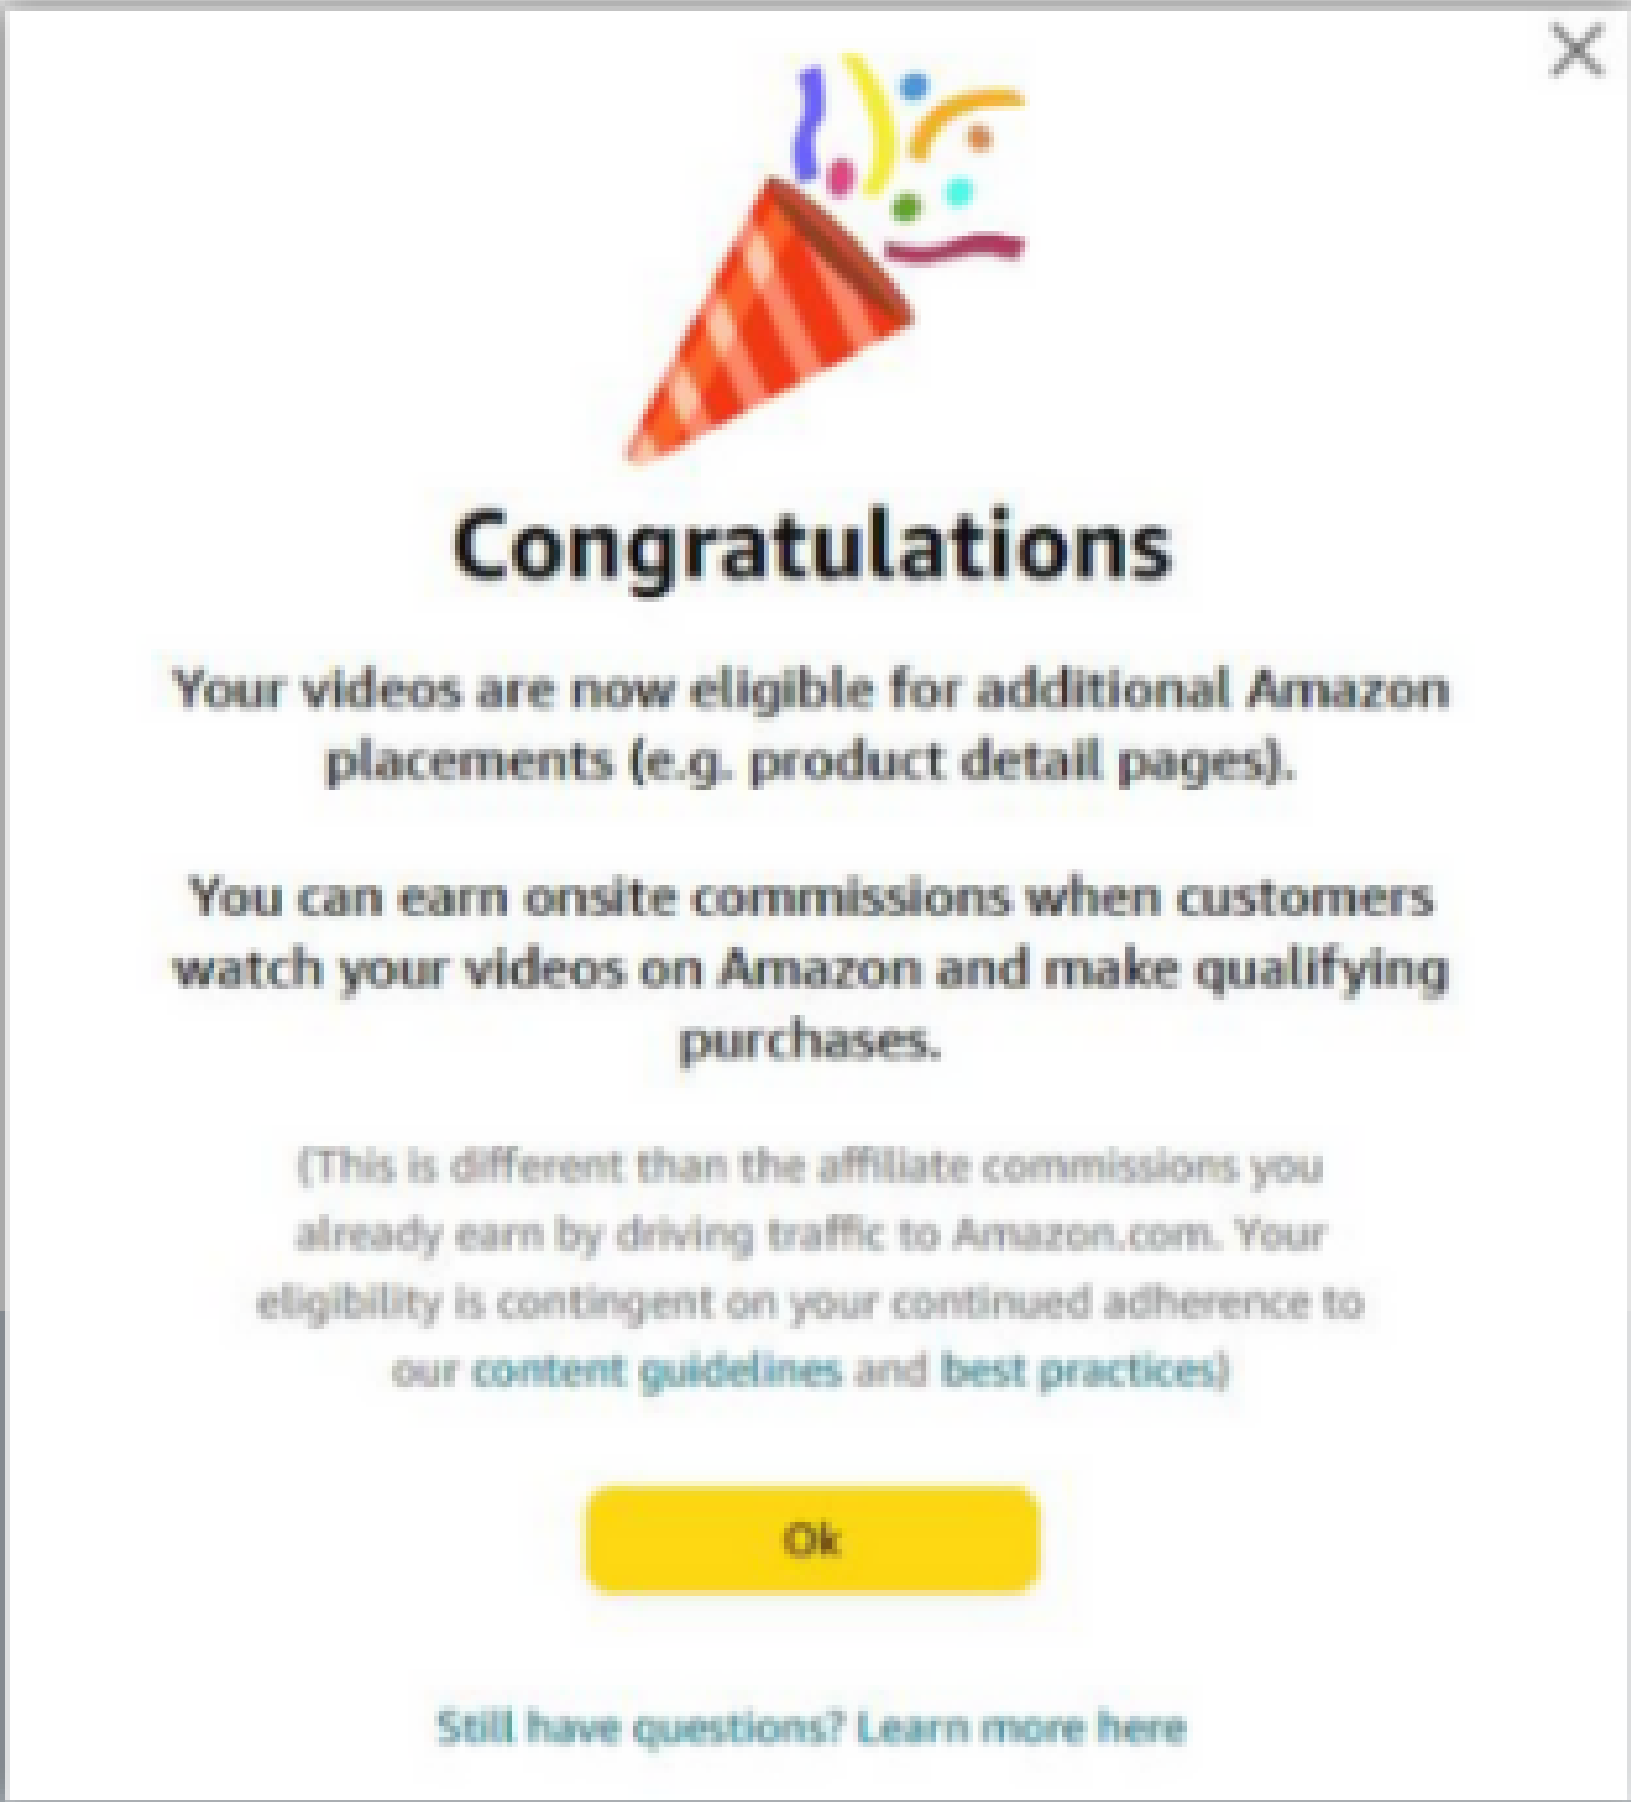 Congratulations
Your videos are now eligible for additional Amazon
placements (e.g. product detail pages).
You can earn onsite commissions when customers
watch your videos on Amazon and make qualifying
purchases.
(This is different than the affiliate commissions you
already earn by driving traffic to Amazon.com. Your
eligibility is contingent on your continued adherence to
our content guidelines and best practices)
Ok
Still have questions? Learn more here